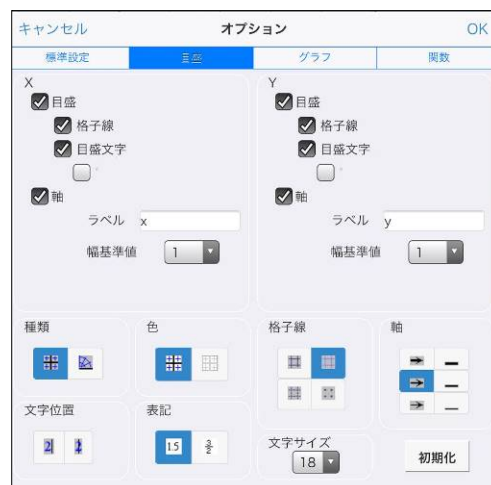 キャンセル オプション OK
標準設定 目盛 グラフ 関数
X Y
目盛 目盛
格子線 格子線
目盛文字 目盛文字
° °
軸 軸
ラベル x ラベル y
幅基準値 1 幅基準値 1
種類 色 格子線 軸
文字位置 表記 文字サイズ
2 2 1.5 3/2 18 初期化